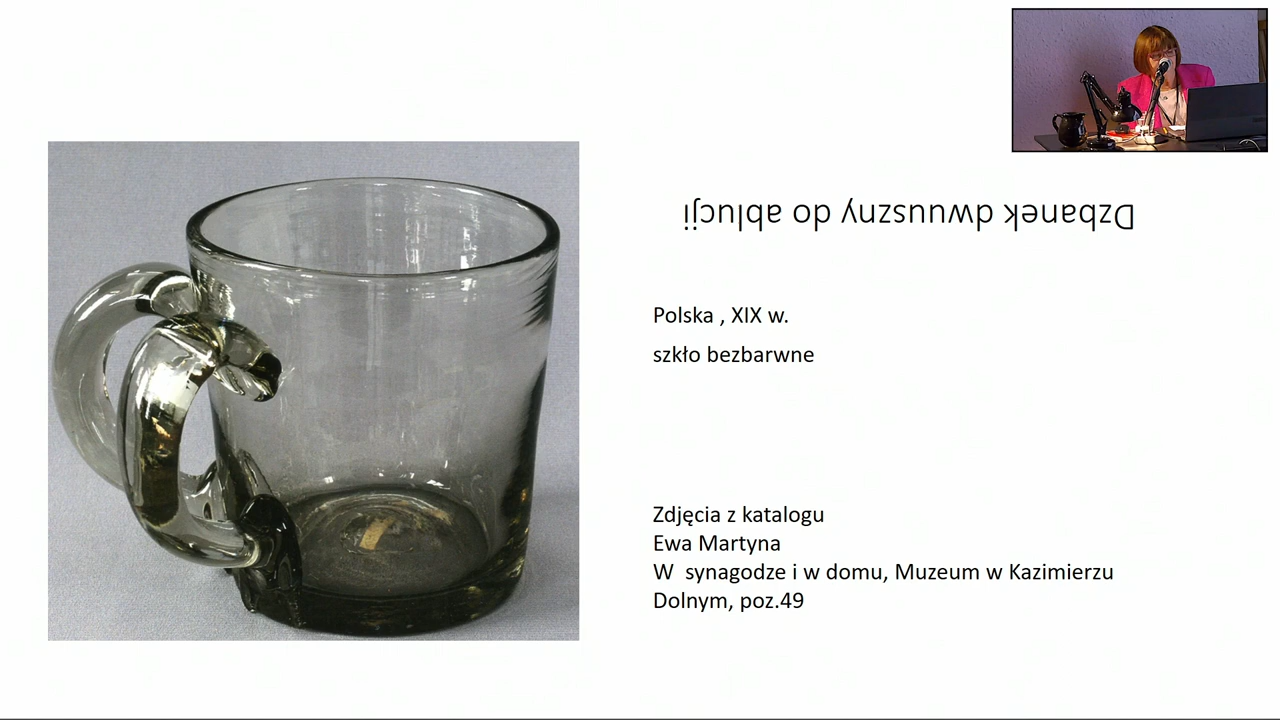 Dzbanek dwuuszny do ablucji
Polska , XIX w.
szkło bezbarwne
Zdjęcia z katalogu
Ewa Martyna
W synagodze i w domu, Muzeum w Kazimierzu
Dolnym, poz.49